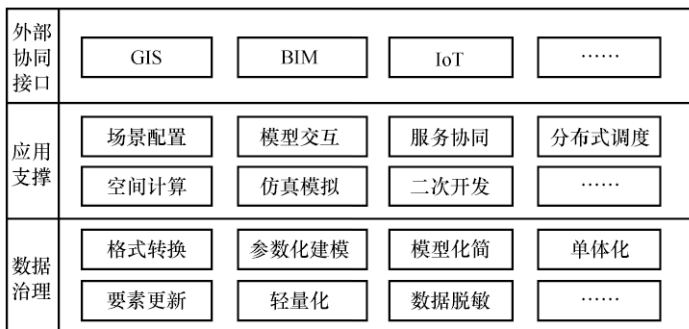 外部
协同
接口
GIS BIM IoT ……
应用
支撑
场景配置 模型交互 服务协同 分布式调度
空间计算 仿真模拟 二次开发 ……
数据
治理
格式转换 参数化建模 模型化简 单体化
要素更新 轻量化 数据脱敏 ……